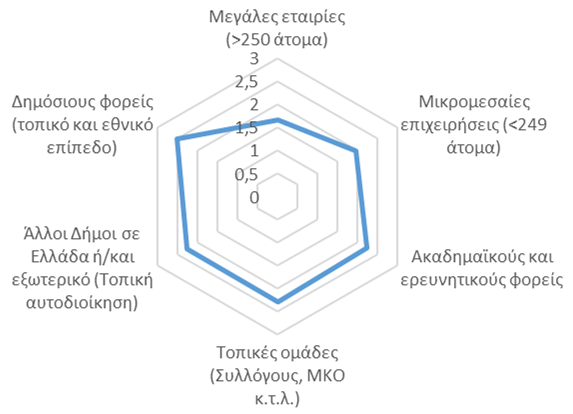 Μεγάλες εταιρίες
(>250 άτομα)
3
2,5
2
1,5
1
0,5
0
Μικρομεσαίες
επιχειρήσεις (<249
άτομα)
Ακαδημαϊκούς και
ερευνητικούς φορείς
Τοπικές ομάδες
(Συλλόγους, ΜΚΟ
κ.τ.λ.)
Άλλοι Δήμοι σε
Ελλάδα ή/και
εξωτερικό (Τοπική
αυτοδιοίκηση)
Δημόσιους φορείς
(τοπικό και εθνικό
επίπεδο)